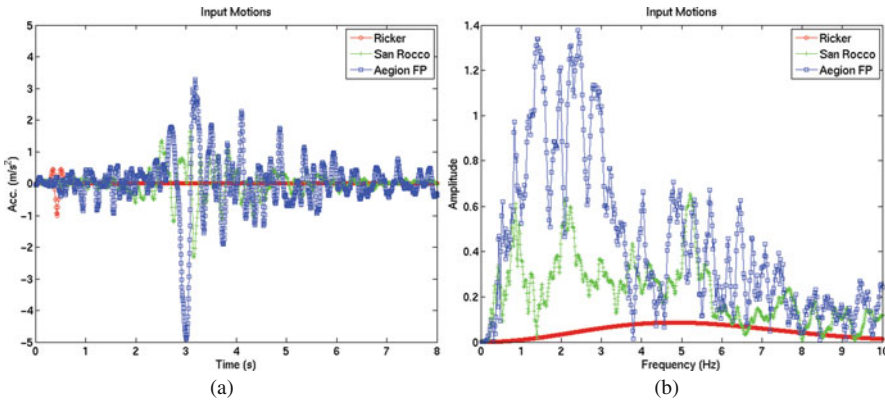 Input Motions
Ricker
San Rocco
Aegion FP
5
4
3
2
1
0
-1
-2
-3
-4
-5
Acc. (m/s²)
0 1 2 3 4 5 6 7 8
Time (s)
(a)
Input Motions
Ricker
San Rocco
Aegion FP
1.4
1.2
1
0.8
0.6
0.4
0.2
0
Amplitude
0 1 2 3 4 5 6 7 8 9 10
Frequency (Hz)
(b)